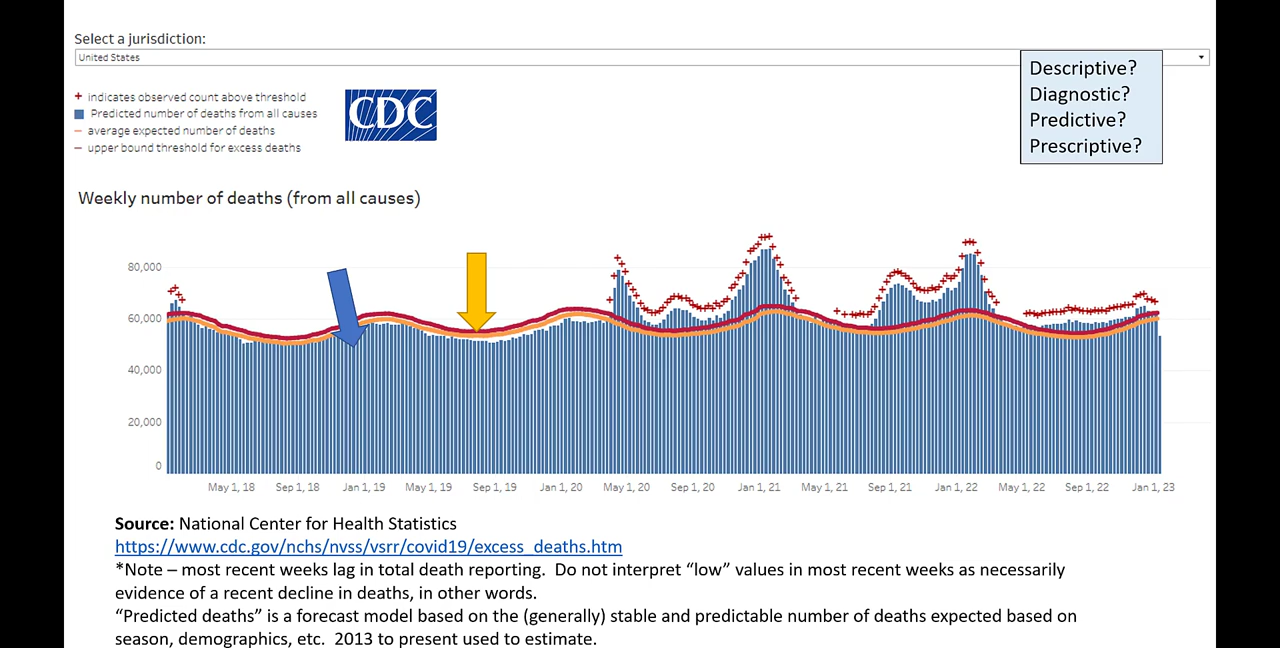 Select a jurisdiction:
United States
Descriptive?
Diagnostic?
Predictive?
Prescriptive?
+ indicates observed count above threshold
Predicted number of deaths from all causes
– average expected number of deaths
– upper bound threshold for excess deaths
CDC
Weekly number of deaths (from all causes)
80,000
60,000
40,000
20,000
0
May 1, 18 Sep 1, 18 Jan 1, 19 May 1, 19 Sep 1, 19 Jan 1, 20 May 1, 20 Sep 1, 20 Jan 1, 21 May 1, 21 Sep 1, 21 Jan 1, 22 May 1, 22 Sep 1, 22 Jan 1, 23
Source: National Center for Health Statistics
https://www.cdc.gov/nchs/nvss/vsrr/covid19/excess_deaths.htm
*Note – most recent weeks lag in total death reporting. Do not interpret “low” values in most recent weeks as necessarily
evidence of a recent decline in deaths, in other words.
“Predicted deaths” is a forecast model based on the (generally) stable and predictable number of deaths expected based on
season, demographics, etc. 2013 to present used to estimate.